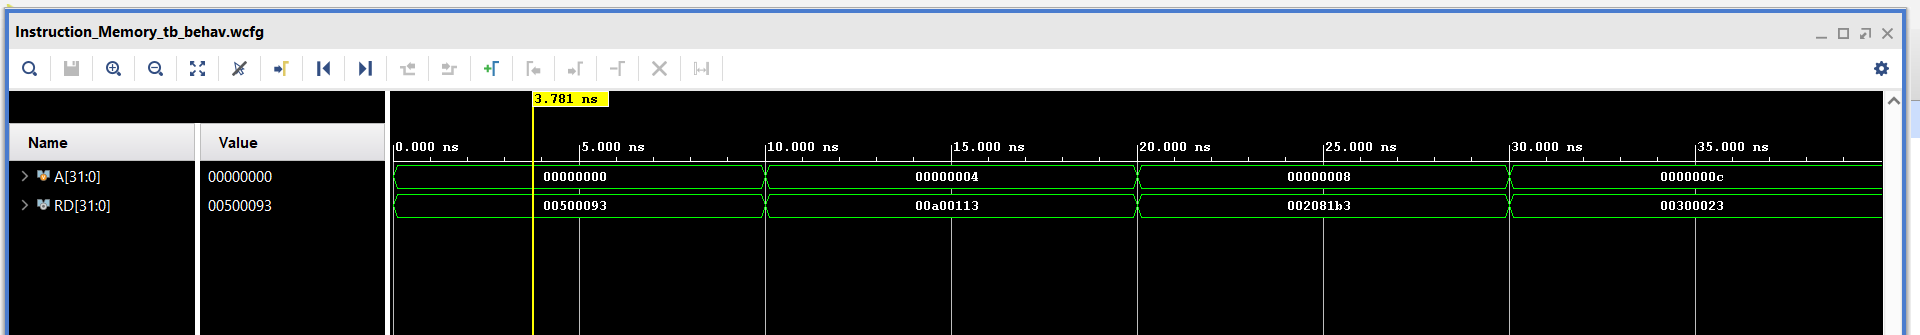 Instruction_Memory_tb_behav.wcfg
3.781 ns
Name Value
0.000 ns 5.000 ns 10.000 ns 15.000 ns 20.000 ns 25.000 ns 30.000 ns 35.000 ns
A[31:0] 00000000 00000000 00000004 00000008 0000000c
RD[31:0] 00500093 00500093 00a00113 002081b3 00300023